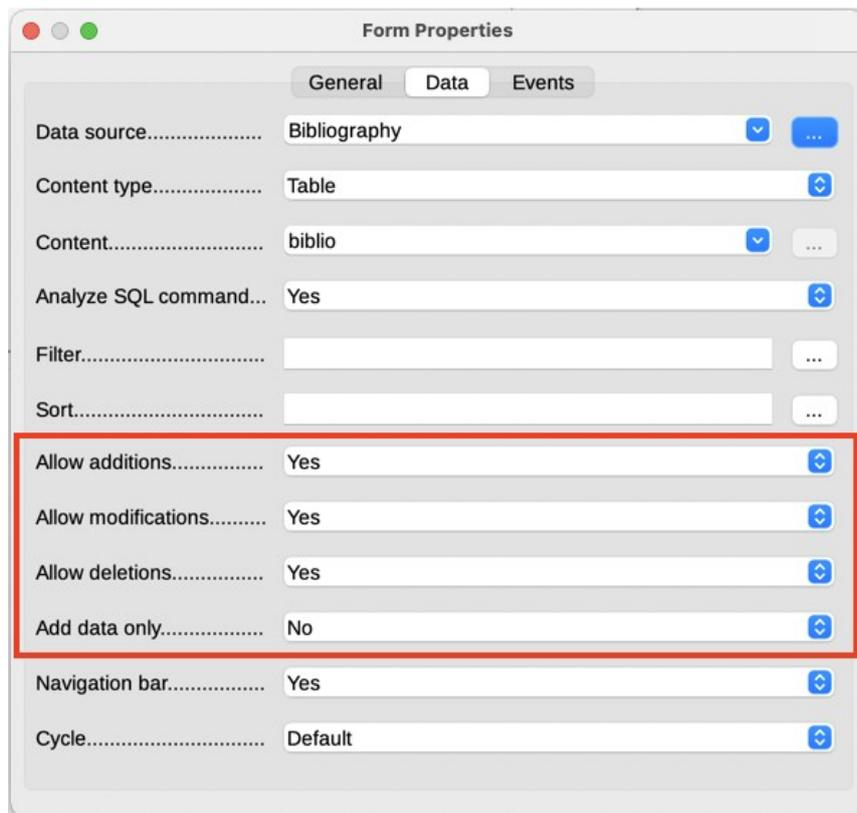 Form Properties
General Data Events
Data source..................... Bibliography ...
Content type.................... Table
Content........................... biblio ...
Analyze SQL command... Yes
Filter................................ ...
Sort................................. ...
Allow additions................ Yes
Allow modifications.......... Yes
Allow deletions................ Yes
Add data only.................. No
Navigation bar................. Yes
Cycle............................... Default